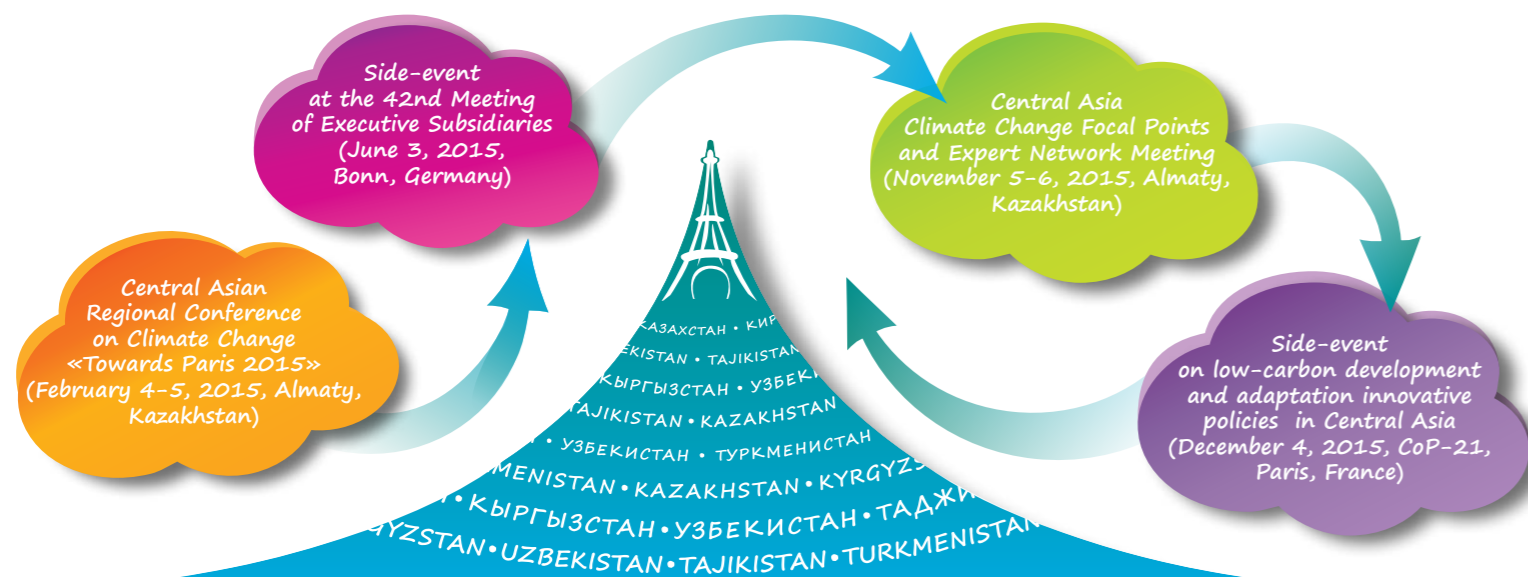 Side-event
at the 42nd Meeting
of Executive Subsidiaries
(June 3, 2015,
Bonn, Germany)
Central Asia
Climate Change Focal Points
and Expert Network Meeting
(November 5-6, 2015, Almaty,
Kazakhstan)
Central Asian
Regional Conference
on Climate Change
«Towards Paris 2015»
(February 4-5, 2015, Almaty,
Kazakhstan)
Side-event
on low-carbon development
and adaptation innovative
policies in Central Asia
(December 4, 2015, CoP-21,
Paris, France)
КАЗАХСТАН •
• TAJIKISTAN
КЫРГЫЗСТАН •
TAJIKISTAN • KAZAKHSTAN
• УЗБЕКИСТАН • ТУРКМЕНИСТАН
• KAZAKHSTAN •
• КЫРГЫЗСТАН • УЗБЕКИСТАН •
• UZBEKISTAN • TAJIKISTAN • TURKMENISTAN